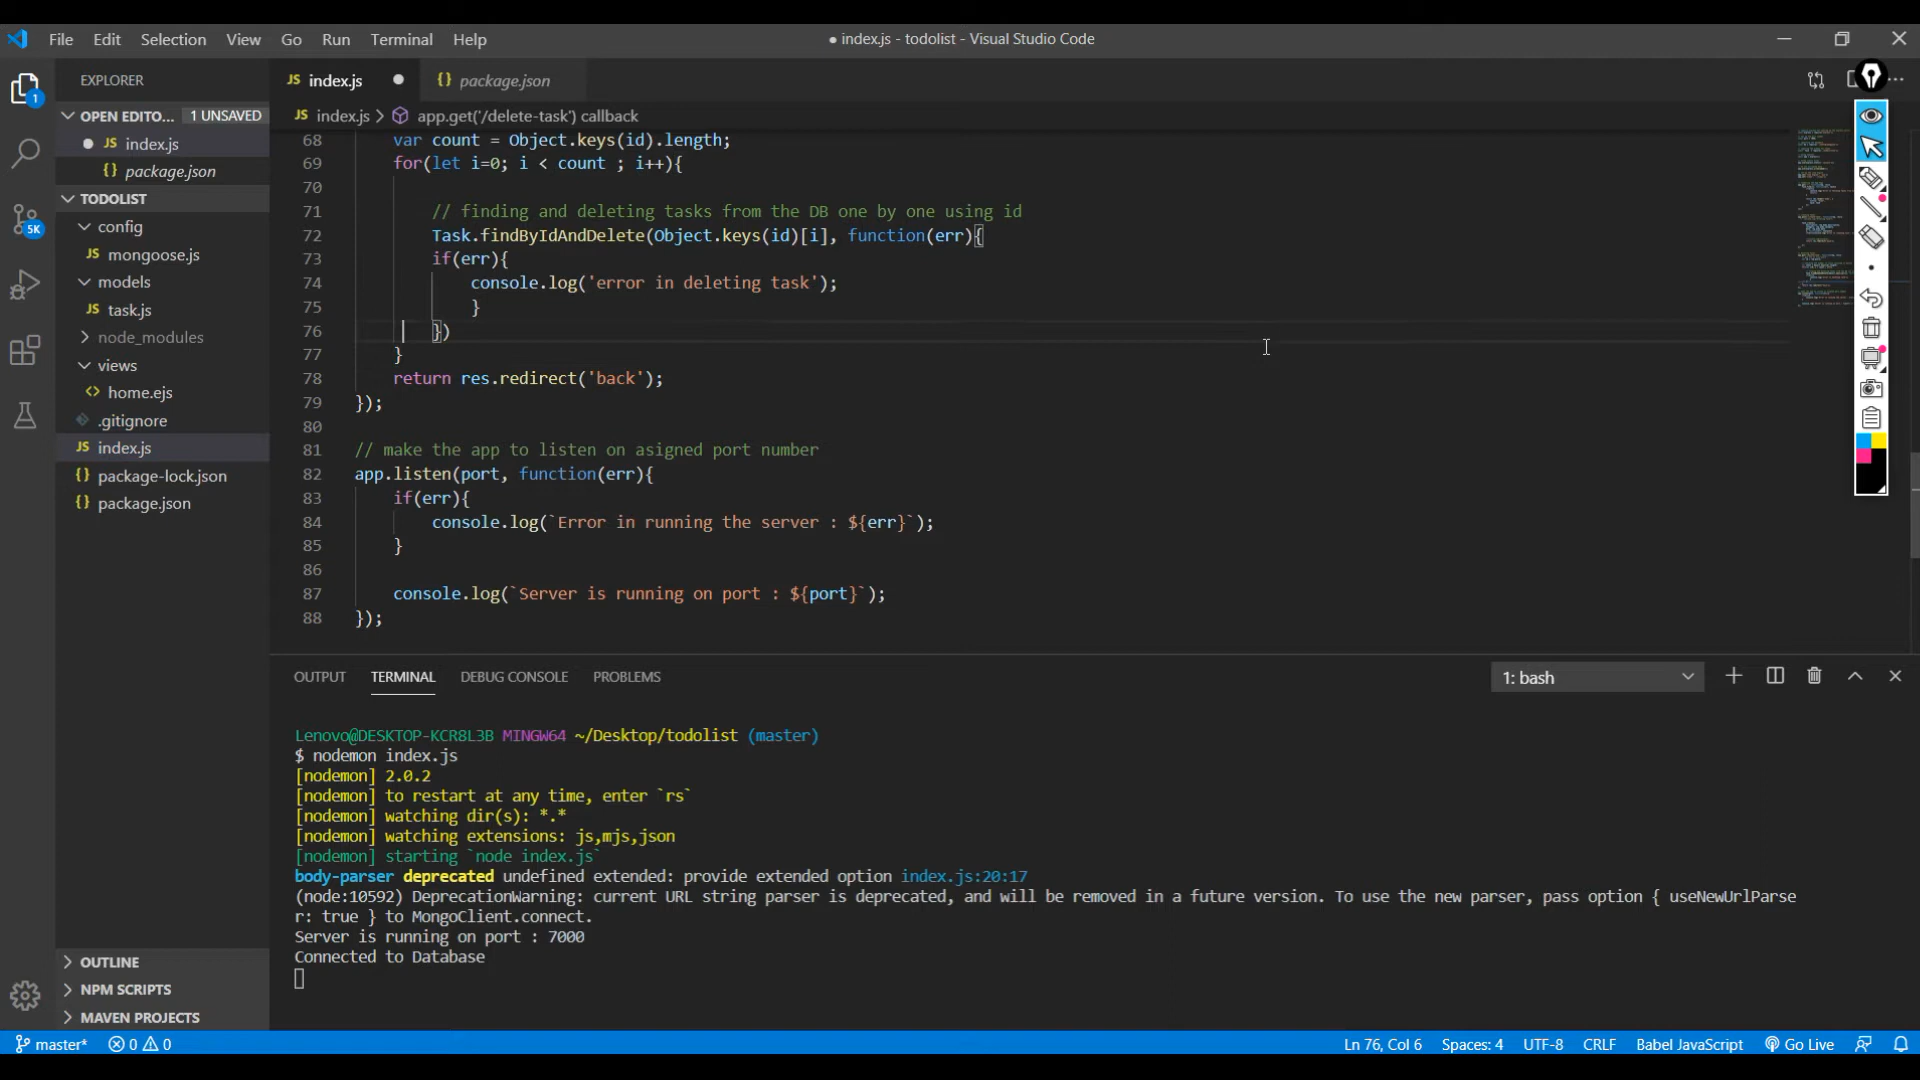 File Edit Selection View Go Run Terminal Help
● index.js - todolist - Visual Studio Code
EXPLORER
JS index.js
{} package.json
OPEN EDITO... 1 UNSAVED
JS index.js > app.get('/delete-task') callback
JS index.js
{} package.json
TODOLIST
config
JS mongoose.js
models
JS task.js
node_modules
views
<> home.ejs
.gitignore
JS index.js
{} package-lock.json
{} package.json
OUTLINE
NPM SCRIPTS
MAVEN PROJECTS
1
5K
68 var count = Object.keys(id).length;
69 for(let i=0; i < count ; i++){
70
71 // finding and deleting tasks from the DB one by one using id
72 Task.findByIdAndDelete(Object.keys(id)[i], function(err){
73 if(err){
74 console.log('error in deleting task');
75 }
76 })
77 }
78 return res.redirect('back');
79 });
80
81 // make the app to listen on asigned port number
82 app.listen(port, function(err){
83 if(err){
84 console.log(`Error in running the server : ${err}`);
85 }
86
87 console.log(`Server is running on port : ${port}`);
88 });
OUTPUT TERMINAL DEBUG CONSOLE PROBLEMS
1: bash
Lenovo@DESKTOP-KCR8L3B MINGW64 ~/Desktop/todolist (master)
$ nodemon index.js
[nodemon] 2.0.2
[nodemon] to restart at any time, enter `rs`
[nodemon] watching dir(s): *.*
[nodemon] watching extensions: js,mjs,json
[nodemon] starting `node index.js`
body-parser deprecated undefined extended: provide extended option index.js:20:17
(node:10592) DeprecationWarning: current URL string parser is deprecated, and will be removed in a future version. To use the new parser, pass option { useNewUrlParse
r: true } to MongoClient.connect.
Server is running on port : 7000
Connected to Database
master* 0 0 Ln 76, Col 6 Spaces: 4 UTF-8 CRLF Babel JavaScript Go Live